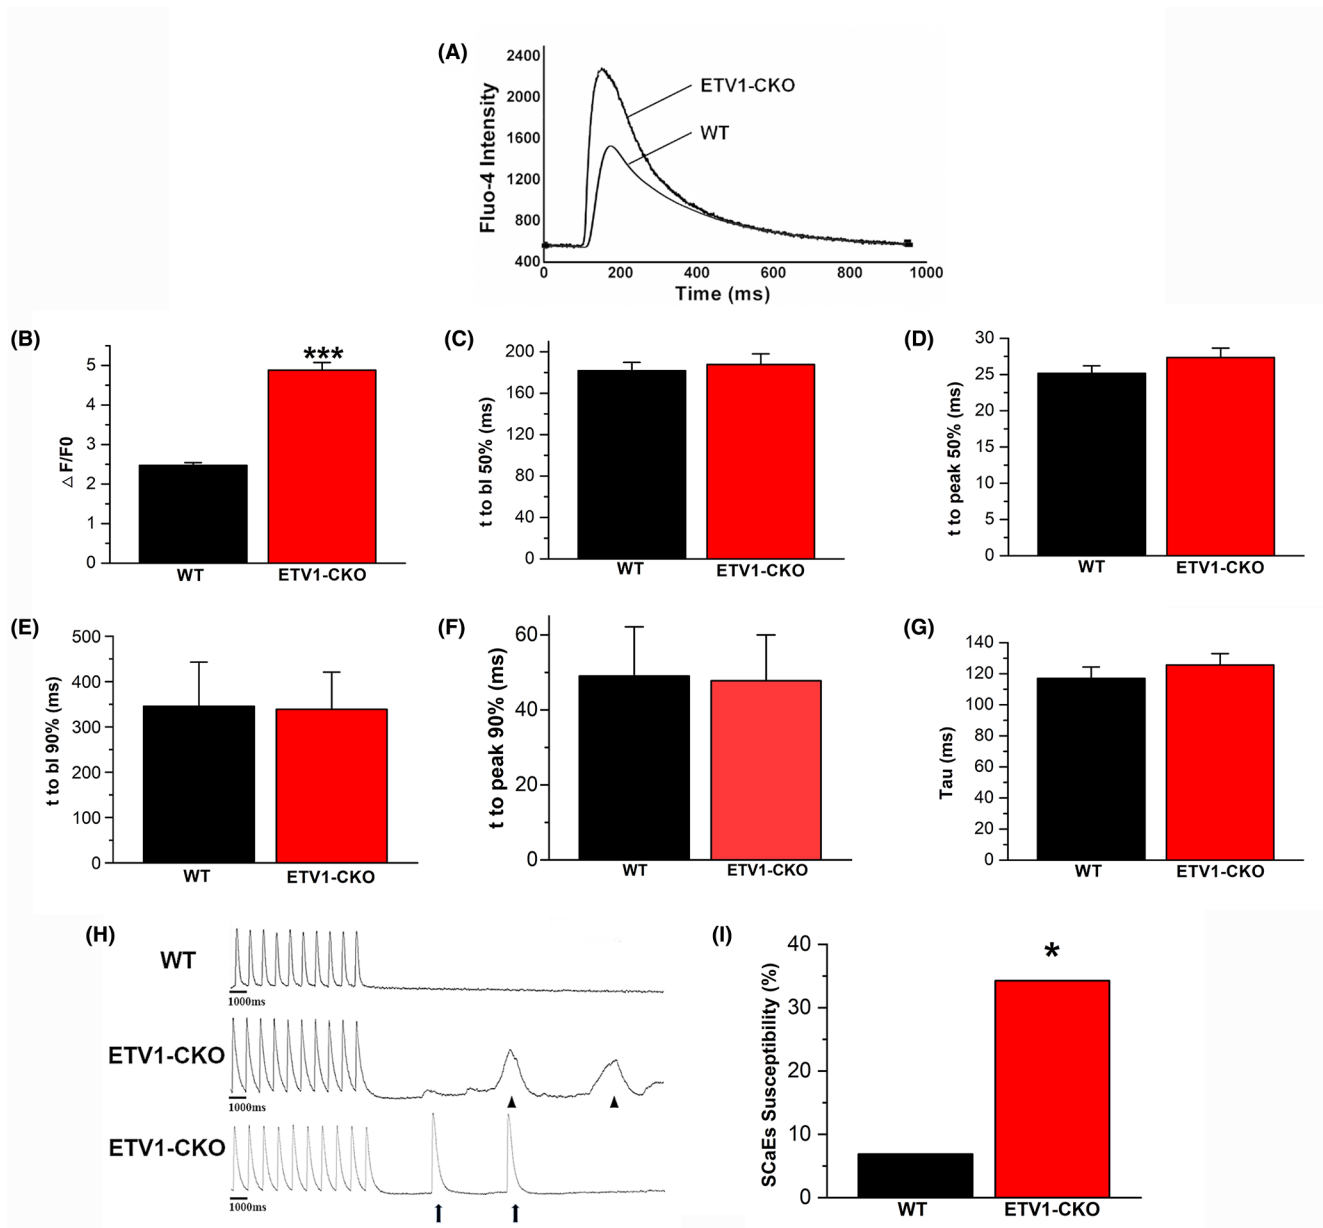 (A)
Fluo-4 Intensity
2400
2000
1600
1200
800
400
ETV1-CKO
WT
0 200 400 600 800 1000
Time (ms)
(B)
△ F/F0
5
4
3
2
1
0
***
WT ETV1-CKO
(C)
t to bl 50% (ms)
200
160
120
80
40
0
WT ETV1-CKO
(D)
t to peak 50% (ms)
30
25
20
15
10
5
0
WT ETV1-CKO
(E)
t to bl 90% (ms)
500
400
300
200
100
0
WT ETV1-CKO
(F)
t to peak 90% (ms)
60
40
20
0
WT ETV1-CKO
(G)
Tau (ms)
140
120
100
80
60
40
20
0
WT ETV1-CKO
(H)
WT
1000ms
ETV1-CKO
1000ms
ETV1-CKO
1000ms
(I)
SCaEs Susceptibility (%)
40
30
20
10
0
*
WT ETV1-CKO